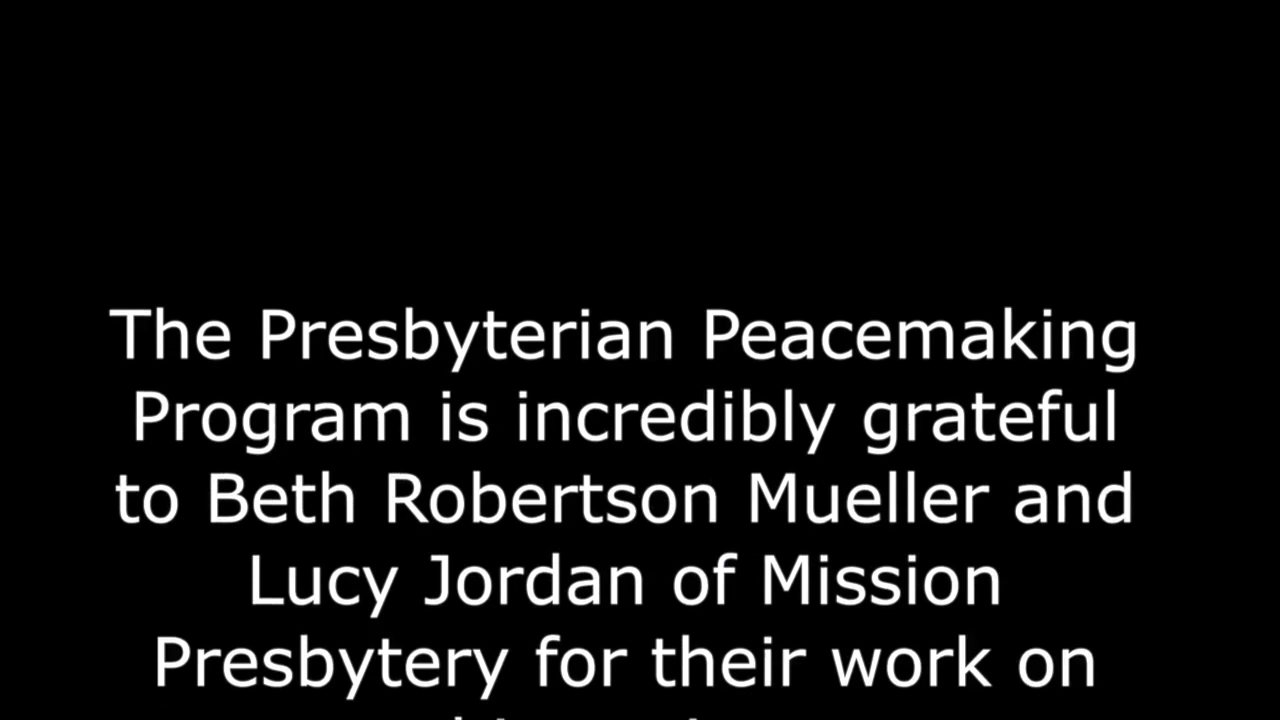 The Presbyterian Peacemaking
Program is incredibly grateful
to Beth Robertson Mueller and
Lucy Jordan of Mission
Presbytery for their work on